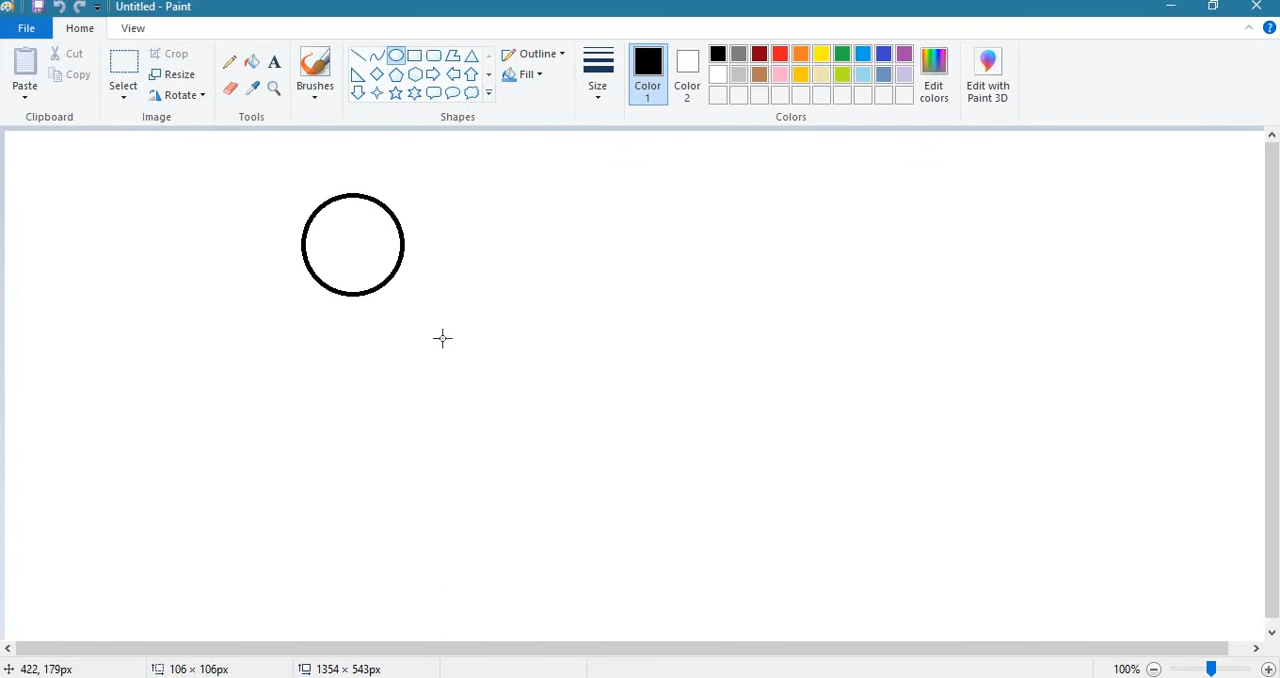 Untitled - Paint
File Home View
Paste
Cut
Copy
Clipboard
Select
Crop
Resize
Rotate
Image
A
Tools
Brushes
Outline
Fill
Shapes
Size
Color
1
Color
2
Edit
colors
Colors
Edit with
Paint 3D
422, 179px
106 × 106px
1354 × 543px
100%